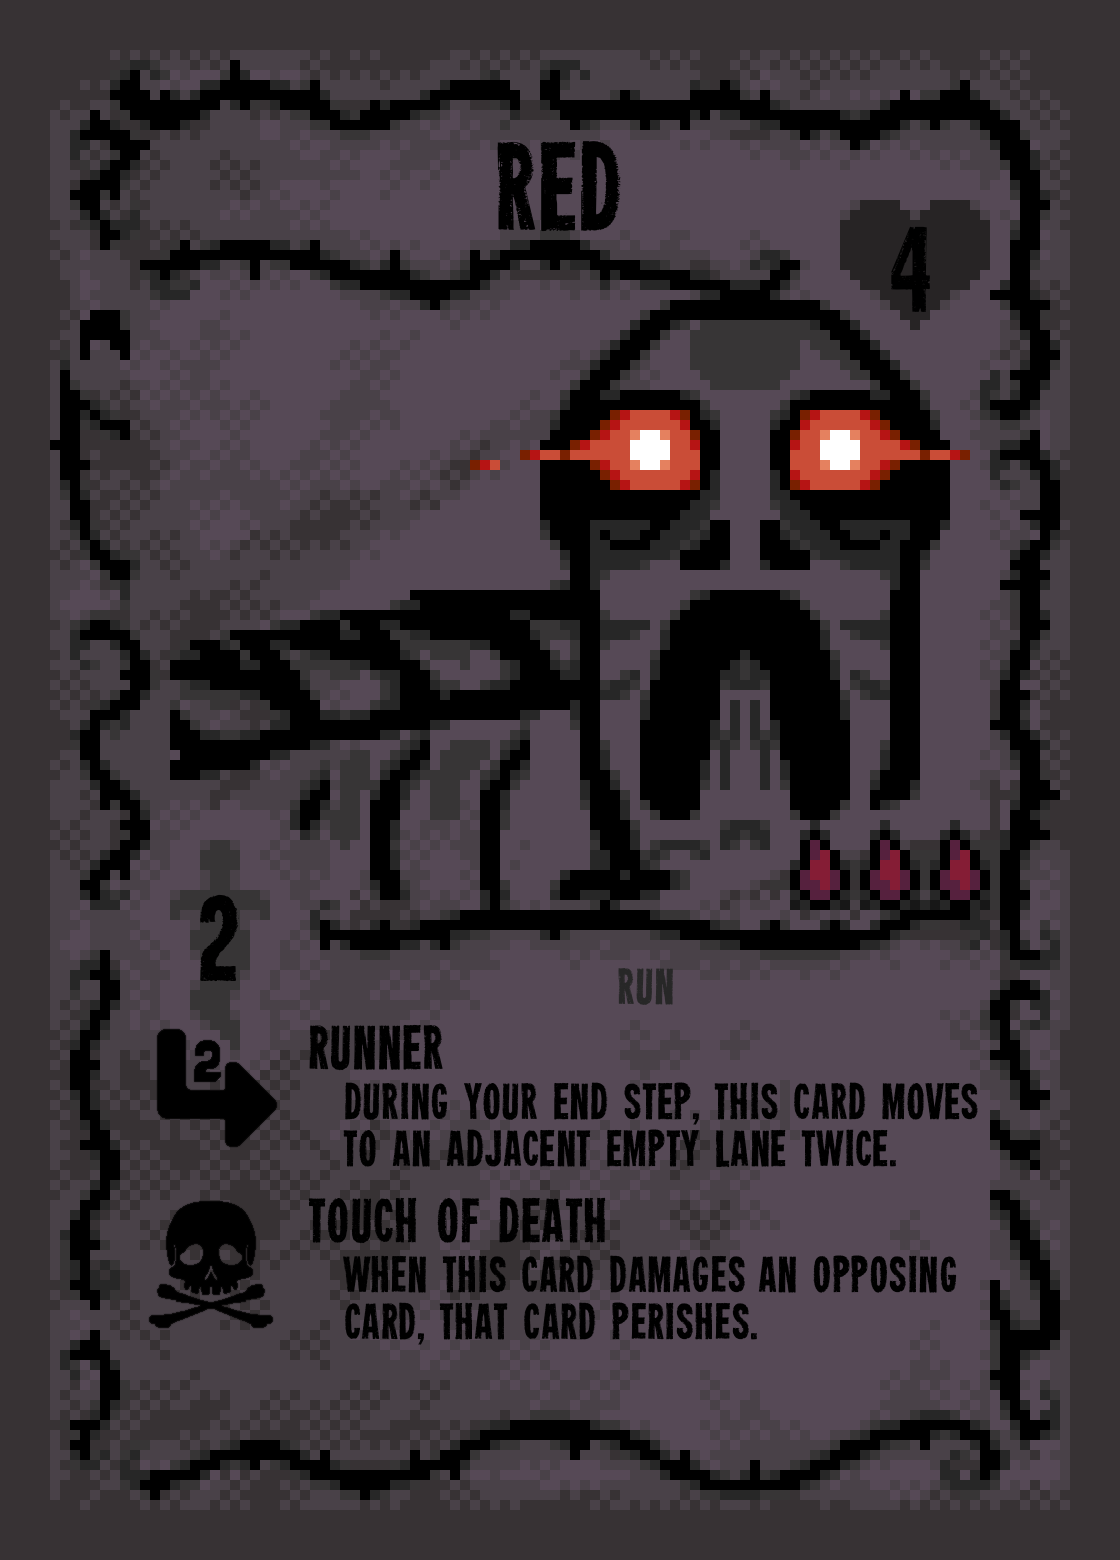 RED
4
2
RUN
2
RUNNER
DURING YOUR END STEP, THIS CARD MOVES
TO AN ADJACENT EMPTY LANE TWICE.
TOUCH OF DEATH
WHEN THIS CARD DAMAGES AN OPPOSING
CARD, THAT CARD PERISHES.